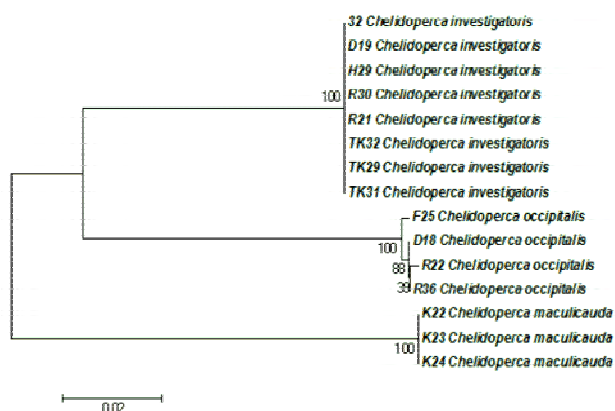 32 Chelidoperca investigatoris
D19 Chelidoperca investigatoris
H29 Chelidoperca investigatoris
R30 Chelidoperca investigatoris
100
R21 Chelidoperca investigatoris
TK32 Chelidoperca investigatoris
TK29 Chelidoperca investigatoris
TK31 Chelidoperca investigatoris
F25 Chelidoperca occipitalis
D18 Chelidoperca occipitalis
100
R22 Chelidoperca occipitalis
88
R36 Chelidoperca occipitalis
39
K22 Chelidoperca maculicauda
K23 Chelidoperca maculicauda
100
K24 Chelidoperca maculicauda
0.02